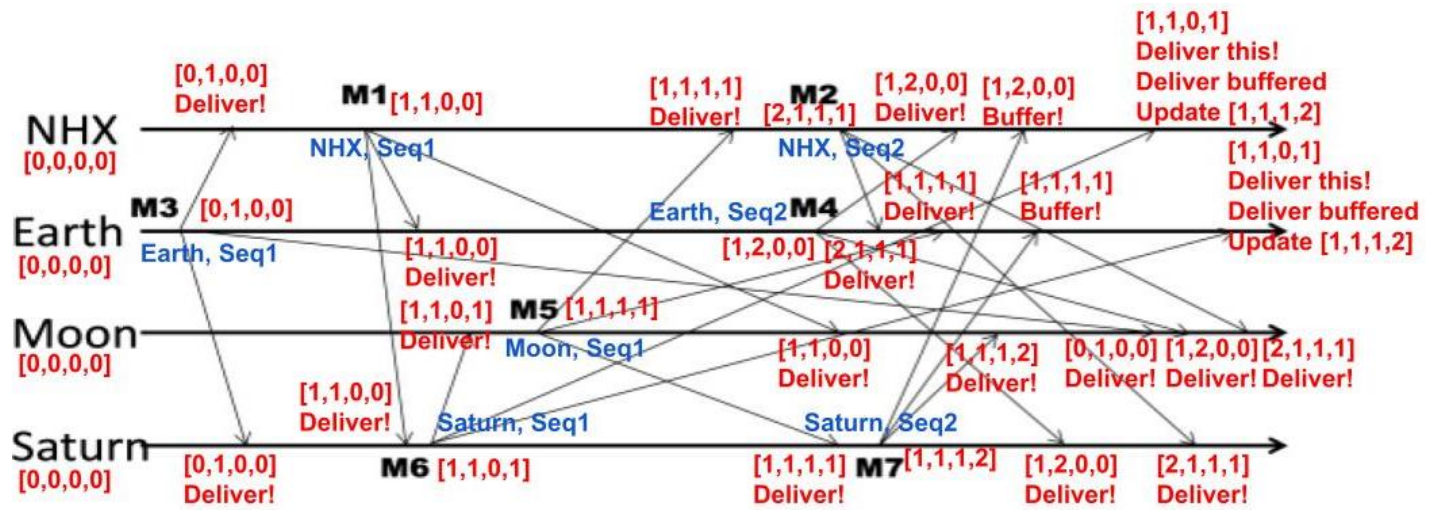 [1,1,0,1]
Deliver this!
Deliver buffered
Update [1,1,1,2]
[0,1,0,0]
Deliver!
M1
[1,1,0,0]
[1,1,1,1]
Deliver!
M2
[2,1,1,1]
[1,2,0,0]
Deliver!
[1,2,0,0]
Buffer!
NHX
[0,0,0,0]
NHX, Seq1
NHX, Seq2
[1,1,0,1]
Deliver this!
Deliver buffered
Update [1,1,1,2]
M3
[0,1,0,0]
Earth, Seq2
M4
[1,1,1,1]
Deliver!
[1,1,1,1]
Buffer!
Earth
[0,0,0,0]
Earth, Seq1
[1,1,0,0]
Deliver!
[1,2,0,0]
[2,1,1,1]
Deliver!
[1,1,0,1]
Deliver!
M5
[1,1,1,1]
Moon
[0,0,0,0]
Moon, Seq1
[1,1,0,0]
Deliver!
[1,1,1,2]
Deliver!
[0,1,0,0]
Deliver!
[1,2,0,0]
Deliver!
[2,1,1,1]
Deliver!
[1,1,0,0]
Deliver!
Saturn, Seq1
Saturn, Seq2
Saturn
[0,0,0,0]
[0,1,0,0]
Deliver!
M6
[1,1,0,1]
[1,1,1,1]
Deliver!
M7
[1,1,1,2]
[1,2,0,0]
Deliver!
[2,1,1,1]
Deliver!